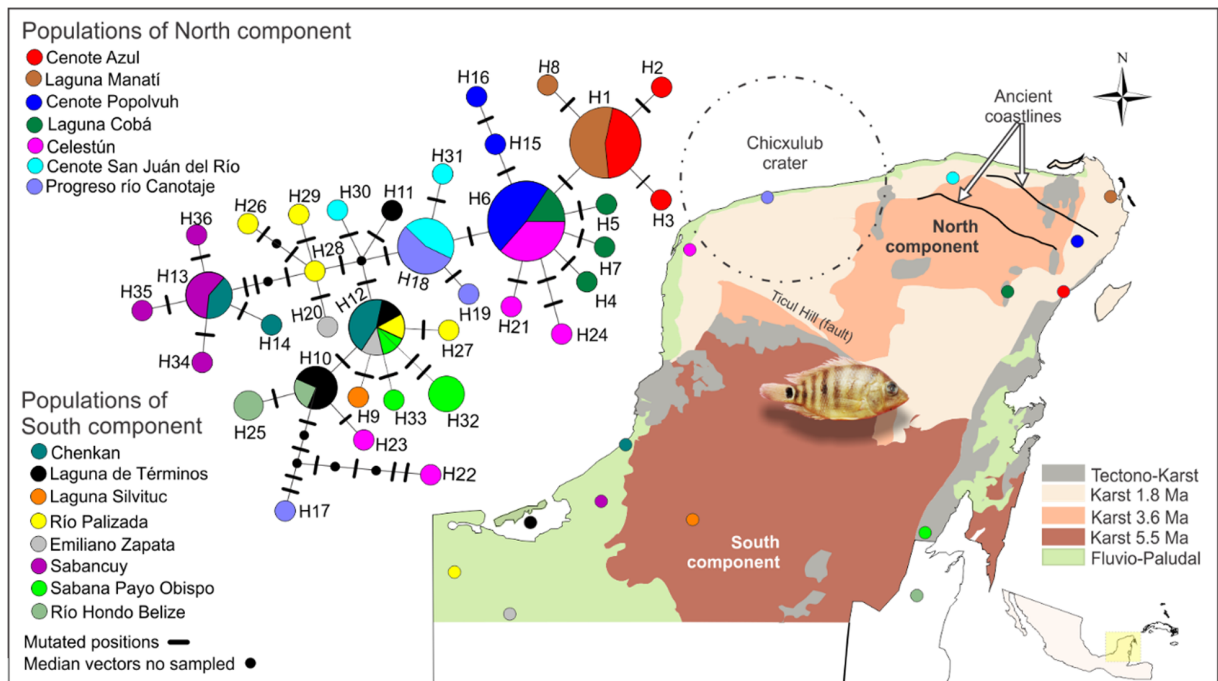 Populations of North component
Cenote Azul
Laguna Manatí
Cenote Popolvuh
Laguna Cobá
Celestún
Cenote San Juán del Río
Progreso río Canotaje
H16
H8
H1
H2
H15
H3
H31
H6
H5
H7
H4
H26
H29
H30
H11
H36
H28
H18
H13
H19
H21
H24
H35
H12
H20
H14
H27
H34
H10
H9
H33
H32
H25
H23
H22
H17
Populations of
South component
Chenkan
Laguna de Términos
Laguna Silvituc
Río Palizada
Emiliano Zapata
Sabancuy
Sabana Payo Obispo
Río Hondo Belize
Mutated positions
Median vectors no sampled
N
Ancient
coastlines
Chicxulub
crater
North
component
Ticul Hill (fault)
South
component
Tectono-Karst
Karst 1.8 Ma
Karst 3.6 Ma
Karst 5.5 Ma
Fluvio-Paludal